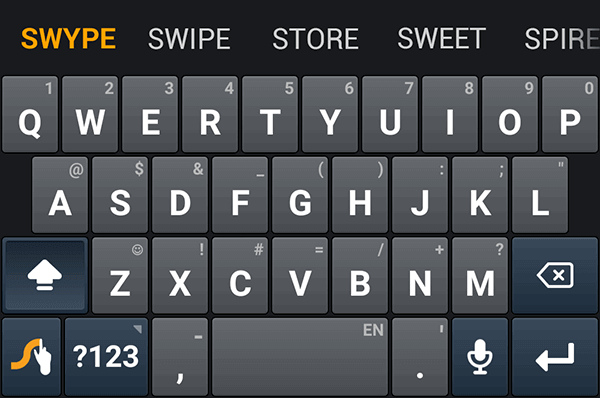 SWYPE SWIPE STORE SWEET SPIRE
1 2 3 4 5 6 7 8 9 0
Q W E R T Y U I O P
@ $ & _ ( ) : ; "
A S D F G H J K L
☺ ! # = / + ?
Z X C V B N M
- EN '
?123 , .